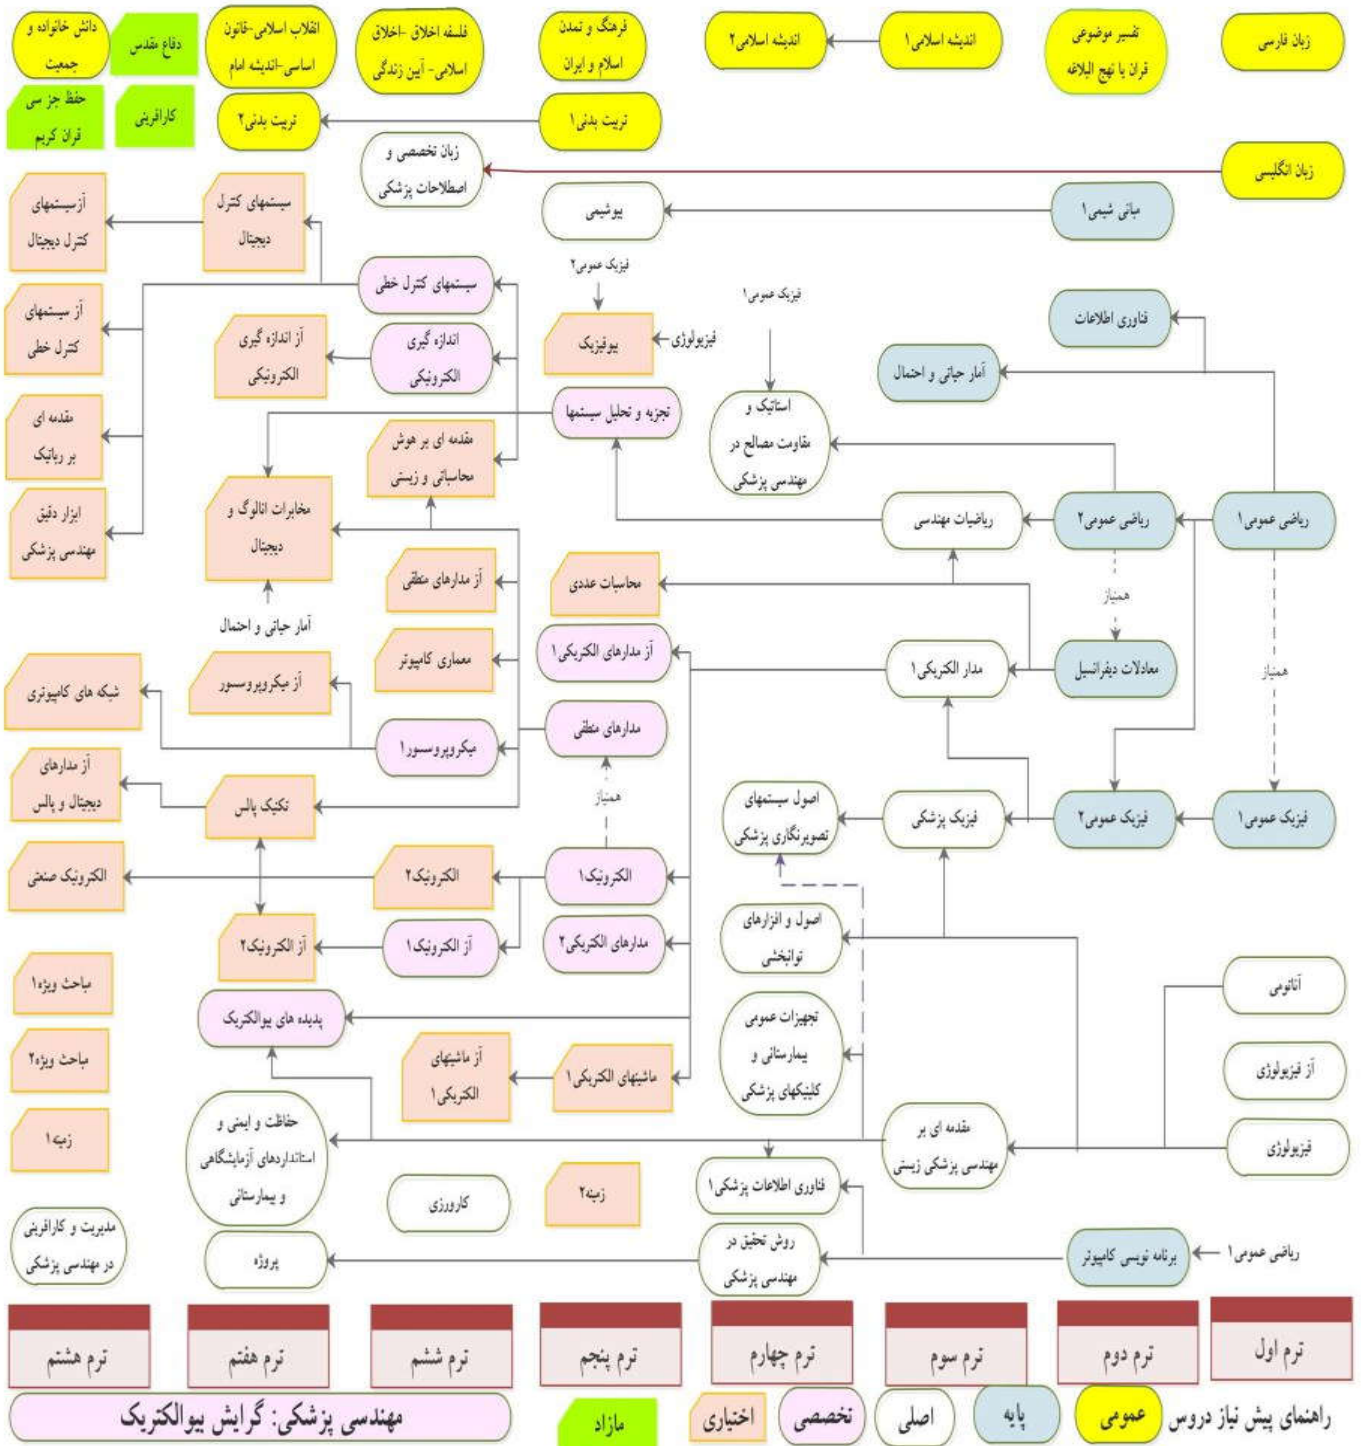 زبان فارسی
تفسیر موضوعی
قران یا نهج البلاغه
اندیشه اسلامی۱
اندیشه اسلامی۲
فرهنگ و تمدن
اسلام و ایران
فلسفه اخلاق -اخلاق
اسلامی- آیین زندگی
انقلاب اسلامی-قانون
اساسی-اندیشه امام
دفاع مقدس
دانش خانواده و
جمعیت
تربیت بدنی۱
تربیت بدنی۲
کارافرینی
حفظ جز سی
قران کریم
زبان انگلیسی
زبان تخصصی و
اصطلاحات پزشکی
مبانی شیمی۱
بیوشیمی
سیستمهای کنترل
دیجیتال
آزسیستمهای
کنترل دیجیتال
فناوری اطلاعات
آمار حیاتی و احتمال
فیزیک عمومی۱
فیزیک عمومی۲
فیزیولوژی
بیوفیزیک
سیستمهای کنترل خطی
آز سیستمهای
کنترل خطی
اندازه گیری
الکترونیکی
آز اندازه گیری
الکترونیکی
استاتیک و
مقاومت مصالح در
مهندسی پزشکی
تجزیه و تحلیل سیستمها
مقدمه ای بر هوش
محاسباتی و زیستی
مقدمه ای
بر رباتیک
ریاضی عمومی۱
ریاضی عمومی۲
ریاضیات مهندسی
مخابرات انالوگ و
دیجیتال
ابزار دقیق
مهندسی پزشکی
همنیاز
محاسبات عددی
آز مدارهای منطقی
آمار حیاتی و احتمال
همنیاز
معادلات دیفرانسیل
مدار الکتریکی۱
آز مدارهای الکتریکی۱
معماری کامپیوتر
آز میکروپروسسور
شبکه های کامپیوتری
مدارهای منطقی
میکروپروسسور۱
همنیاز
آز مدارهای
دیجیتال و پالس
تکنیک پالس
فیزیک عمومی۱
فیزیک عمومی۲
فیزیک پزشکی
اصول سیستمهای
تصویرنگاری پزشکی
الکترونیک۱
الکترونیک۲
الکترونیک صنعتی
اصول و افزارهای
توانبخشی
مدارهای الکتریکی۲
آز الکترونیک۱
آز الکترونیک۲
آناتومی
مباحث ویژه۱
تجهیزات عمومی
بیمارستانی و
کلینیکهای پزشکی
پدیده های بیوالکتریک
آز فیزیولوژی
ماشینهای الکتریکی۱
آز ماشینهای
الکتریکی۱
مباحث ویژه۲
فیزیولوژی
مقدمه ای بر
مهندسی پزشکی زیستی
حفاظت و ایمنی و
استانداردهای آزمایشگاهی
و بیمارستانی
زمینه۱
فناوری اطلاعات پزشکی۱
زمینه۲
کارورزی
ریاضی عمومی۱
برنامه نویسی کامپیوتر
روش تحقیق در
مهندسی پزشکی
پروژه
مدیریت و کارافرینی
در مهندسی پزشکی
ترم اول
ترم دوم
ترم سوم
ترم چهارم
ترم پنجم
ترم ششم
ترم هفتم
ترم هشتم
راهنمای پیش نیاز دروس
عمومی
پایه
اصلی
تخصصی
اختیاری
مازاد
مهندسی پزشکی: گرایش بیوالکتریک